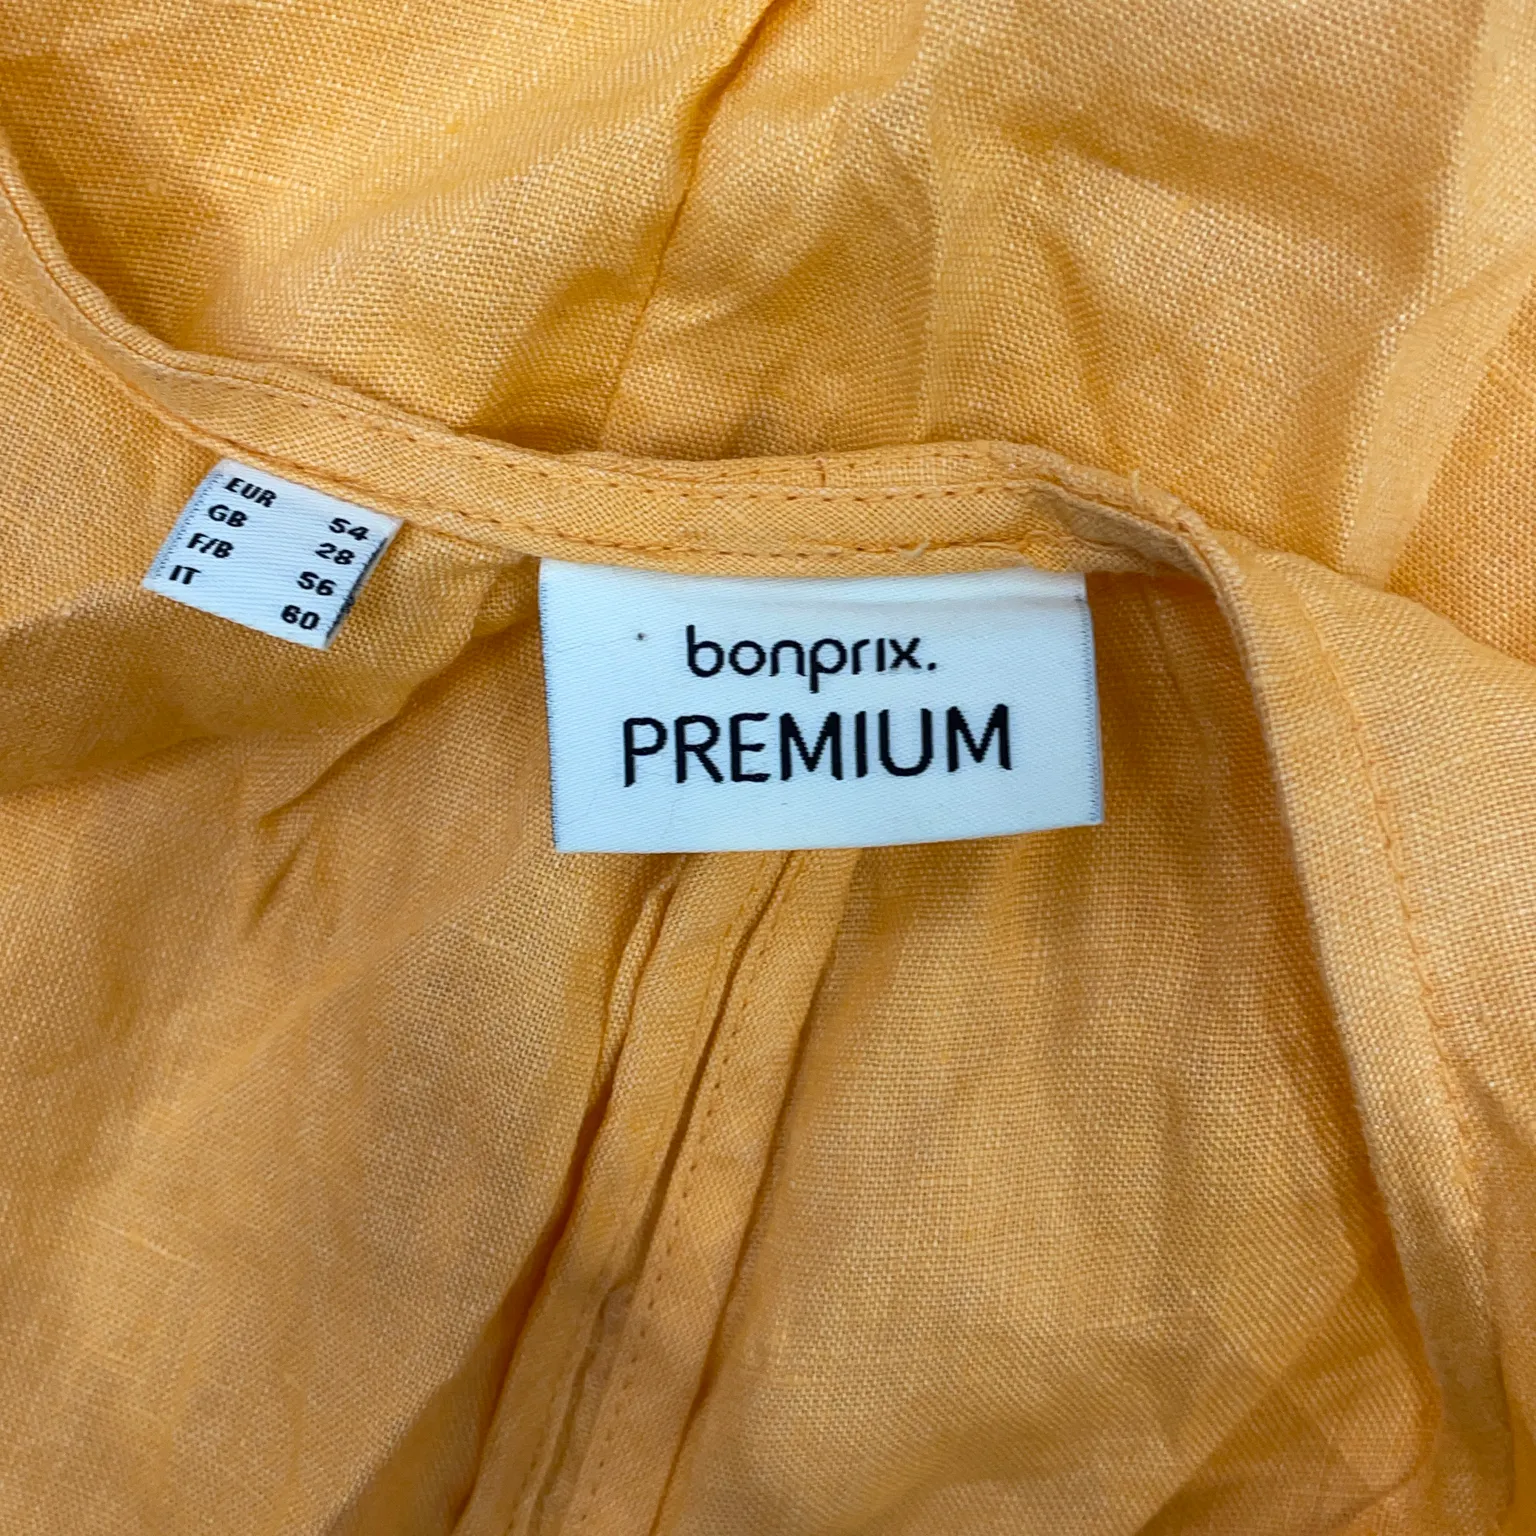 EUR 54
GB 28
F/B 56
IT 60
bonprix.
PREMIUM